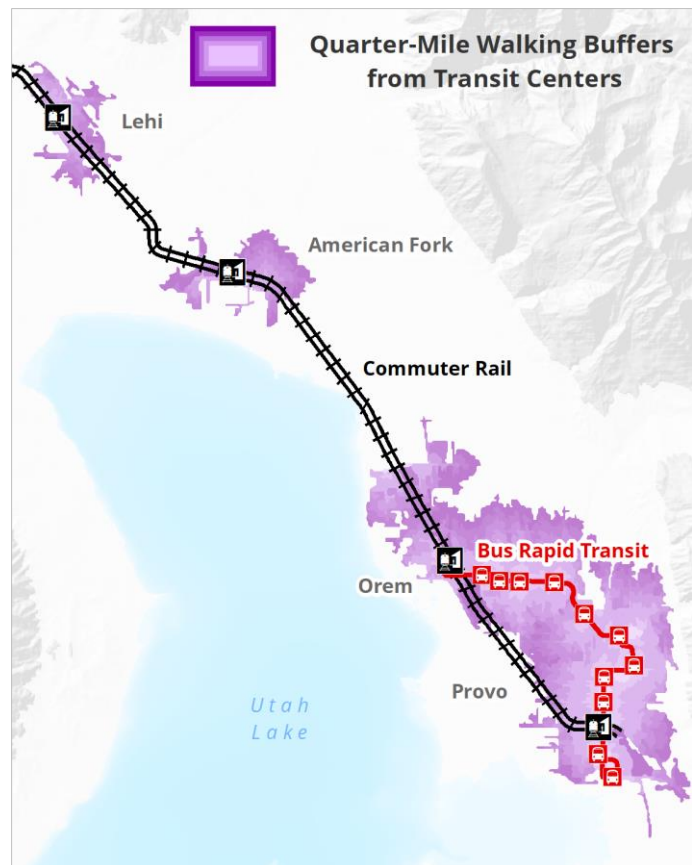 Quarter-Mile Walking Buffers
from Transit Centers
Lehi
American Fork
Commuter Rail
Bus Rapid Transit
Orem
Provo
Utah
Lake